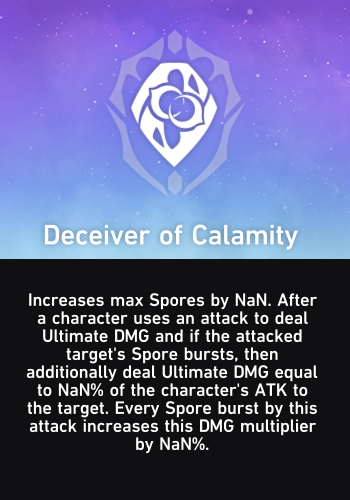 Deceiver of Calamity
Increases max Spores by NaN. After
a character uses an attack to deal
Ultimate DMG and if the attacked
target's Spore bursts, then
additionally deal Ultimate DMG equal
to NaN% of the character's ATK to
the target. Every Spore burst by this
attack increases this DMG multiplier
by NaN%.